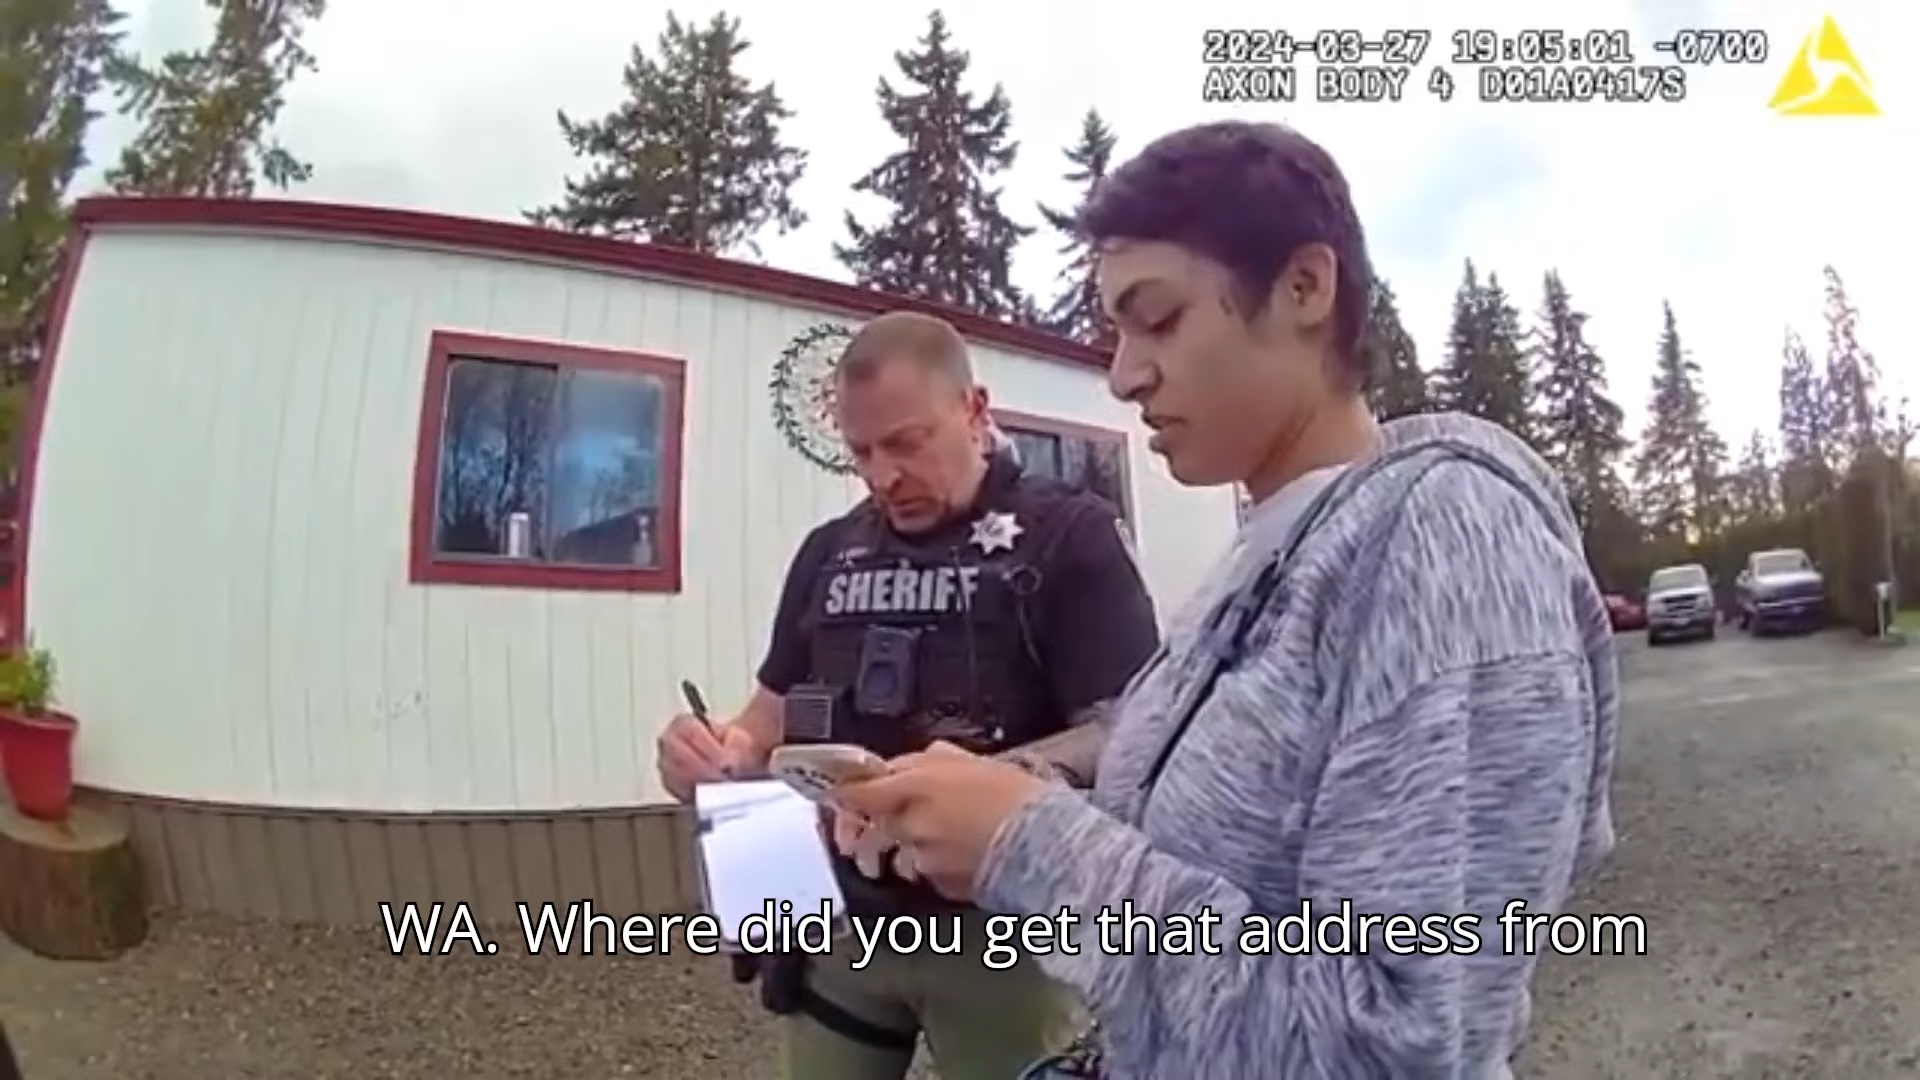 2024-03-27 19:05:01 -0700
AXON BODY 4 D01A0417S
SHERIFF
WA. Where did you get that address from